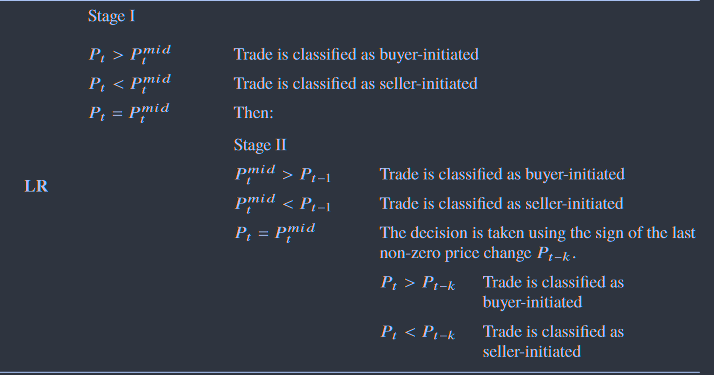 Stage I
P_t > P_t^{mid} Trade is classified as buyer-initiated
P_t < P_t^{mid} Trade is classified as seller-initiated
P_t = P_t^{mid} Then:
Stage II
P_t^{mid} > P_{t−1} Trade is classified as buyer-initiated
LR
P_t^{mid} < P_{t−1} Trade is classified as seller-initiated
P_t = P_t^{mid} The decision is taken using the sign of the last
non-zero price change P_{t−k}.
P_t > P_{t−k} Trade is classified as
buyer-initiated
P_t < P_{t−k} Trade is classified as
seller-initiated